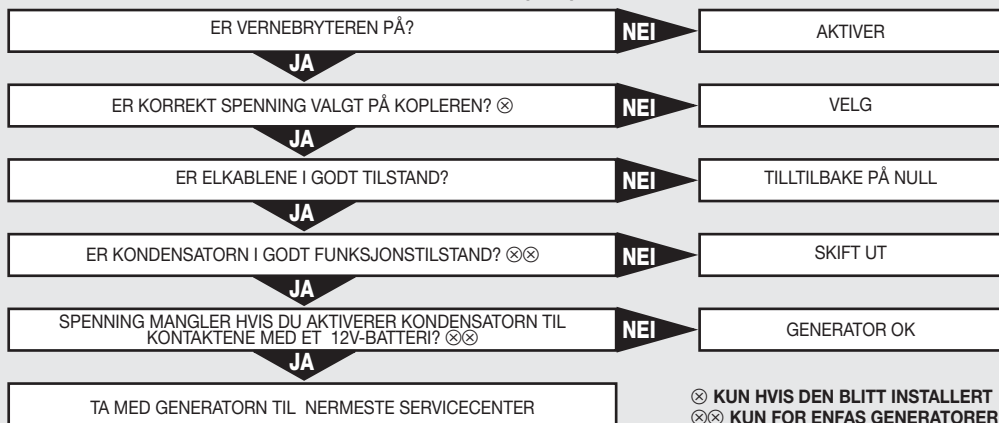 ER VERNEBRYTEREN PÅ?
NEI
AKTIVER
JA
ER KORREKT SPENNING VALGT PÅ KOPLEREN? ⊗
NEI
VELG
JA
ER ELKABLENE I GODT TILSTAND?
NEI
TILLTILBAKE PÅ NULL
JA
ER KONDENSATORN I GODT FUNKSJONTILSTAND? ⊗⊗
NEI
SKIFT UT
JA
SPENNING MANGLER HVIS DU AKTIVERER KONDENSATORN TIL
KONTAKTENE MED ET 12V-BATTERI? ⊗⊗
NEI
GENERATOR OK
JA
TA MED GENERATORN TIL NERMESTE SERVICECENTER
⊗ KUN HVIS DEN BLITT INSTALLERT
⊗⊗ KUN FOR ENFAS GENERATORER